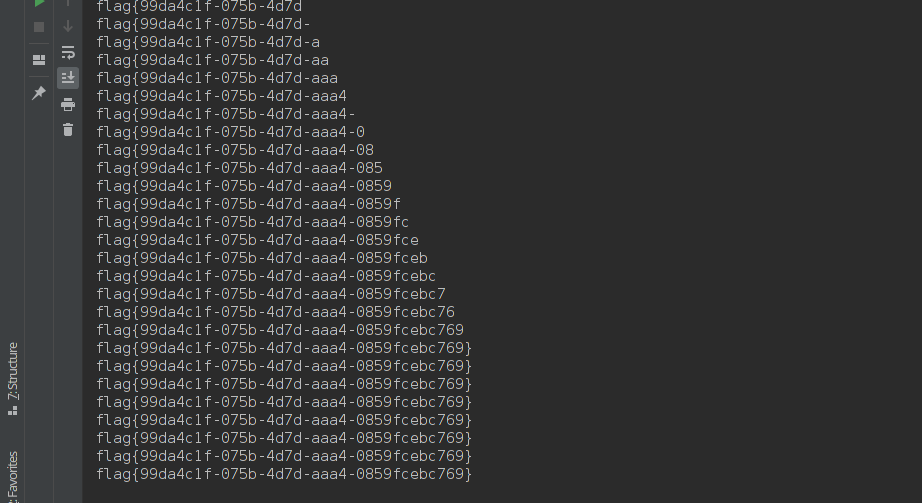 flag{99da4c1f-075b-4d7d
flag{99da4c1f-075b-4d7d-
flag{99da4c1f-075b-4d7d-a
flag{99da4c1f-075b-4d7d-aa
flag{99da4c1f-075b-4d7d-aaa
flag{99da4c1f-075b-4d7d-aaa4
flag{99da4c1f-075b-4d7d-aaa4-
flag{99da4c1f-075b-4d7d-aaa4-0
flag{99da4c1f-075b-4d7d-aaa4-08
flag{99da4c1f-075b-4d7d-aaa4-085
flag{99da4c1f-075b-4d7d-aaa4-0859
flag{99da4c1f-075b-4d7d-aaa4-0859f
flag{99da4c1f-075b-4d7d-aaa4-0859fc
flag{99da4c1f-075b-4d7d-aaa4-0859fce
flag{99da4c1f-075b-4d7d-aaa4-0859fceb
flag{99da4c1f-075b-4d7d-aaa4-0859fcebc
flag{99da4c1f-075b-4d7d-aaa4-0859fcebc7
flag{99da4c1f-075b-4d7d-aaa4-0859fcebc76
flag{99da4c1f-075b-4d7d-aaa4-0859fcebc769
flag{99da4c1f-075b-4d7d-aaa4-0859fcebc769}
flag{99da4c1f-075b-4d7d-aaa4-0859fcebc769}
flag{99da4c1f-075b-4d7d-aaa4-0859fcebc769}
flag{99da4c1f-075b-4d7d-aaa4-0859fcebc769}
flag{99da4c1f-075b-4d7d-aaa4-0859fcebc769}
flag{99da4c1f-075b-4d7d-aaa4-0859fcebc769}
flag{99da4c1f-075b-4d7d-aaa4-0859fcebc769}
flag{99da4c1f-075b-4d7d-aaa4-0859fcebc769}
7: Structure
Favorites